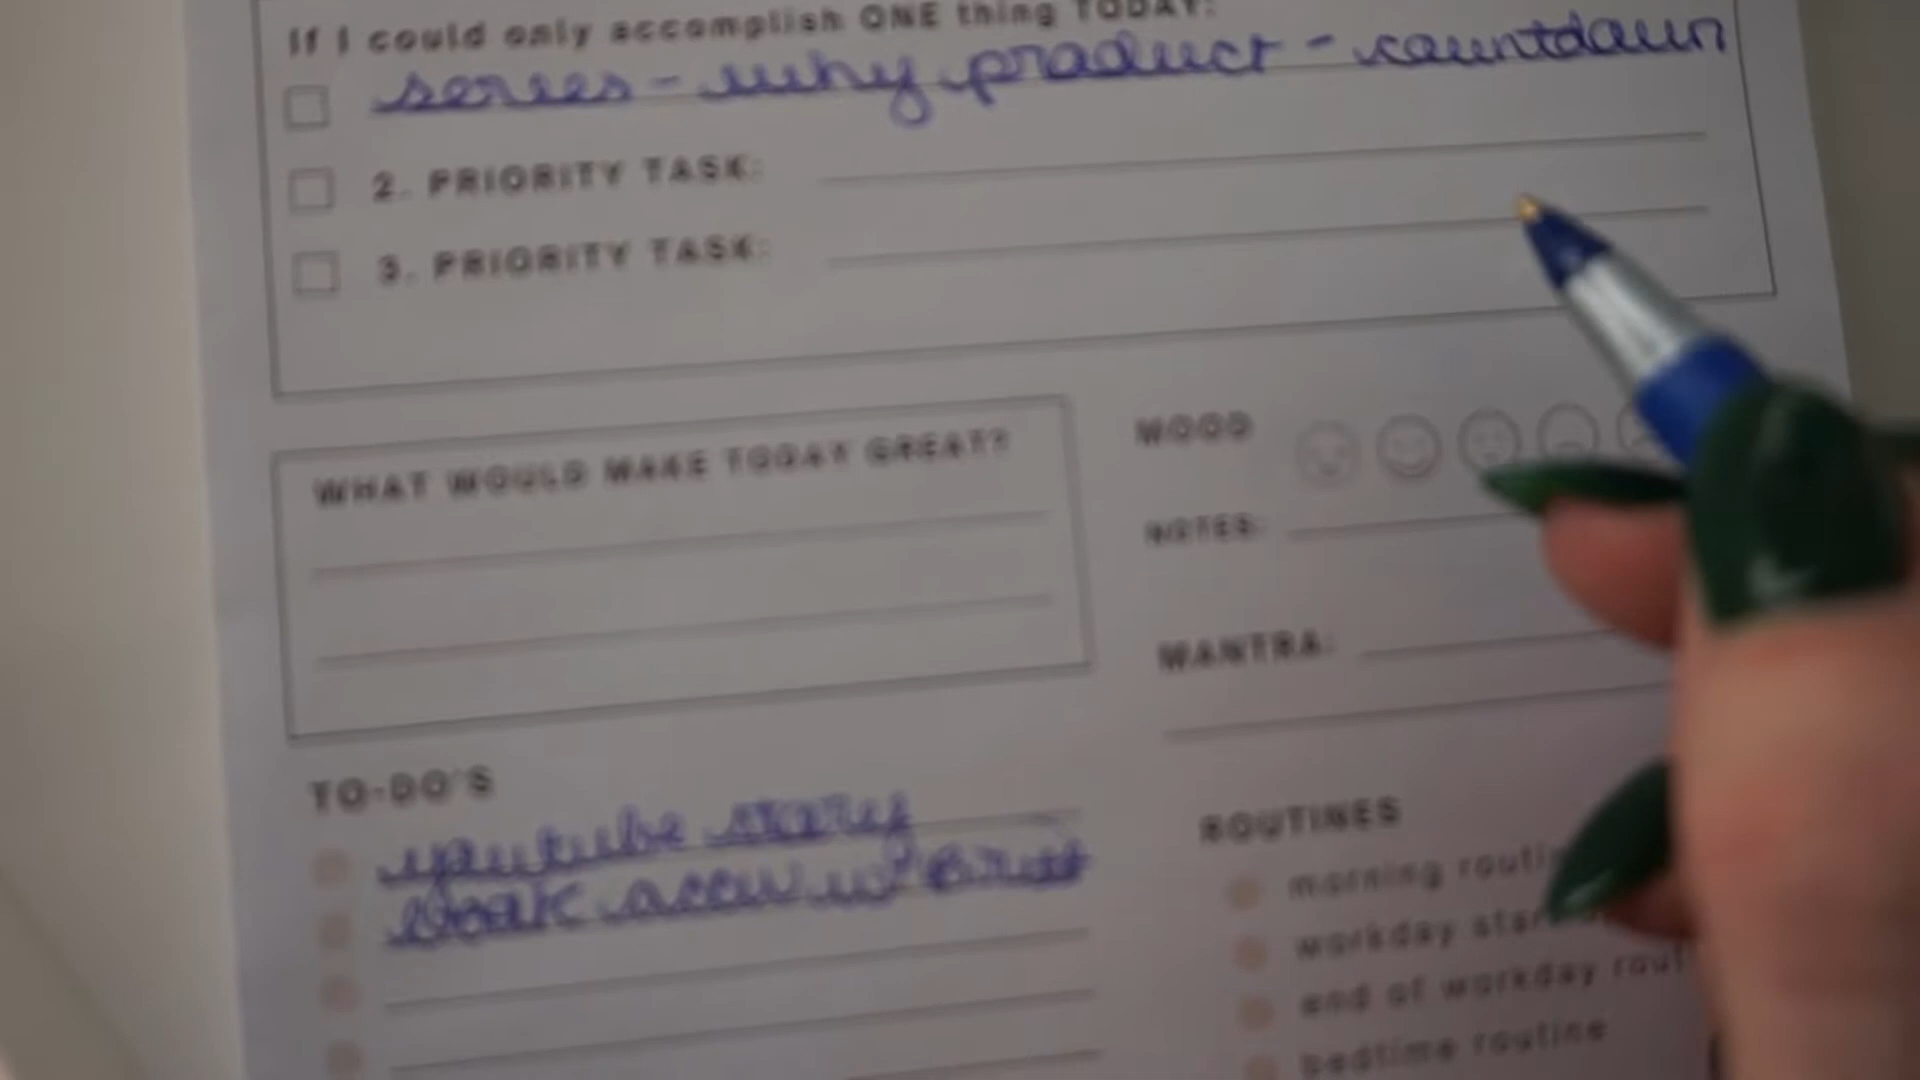 If I could only accomplish ONE thing TODAY:
series - why product - countdown
2. PRIORITY TASK:
3. PRIORITY TASK:
WHAT WOULD MAKE TODAY GREAT?
MOOD
NOTES:
MANTRA:
TO-DO'S
youtube story
ROUTINES
morning
workday
end of workday
bedtime routine